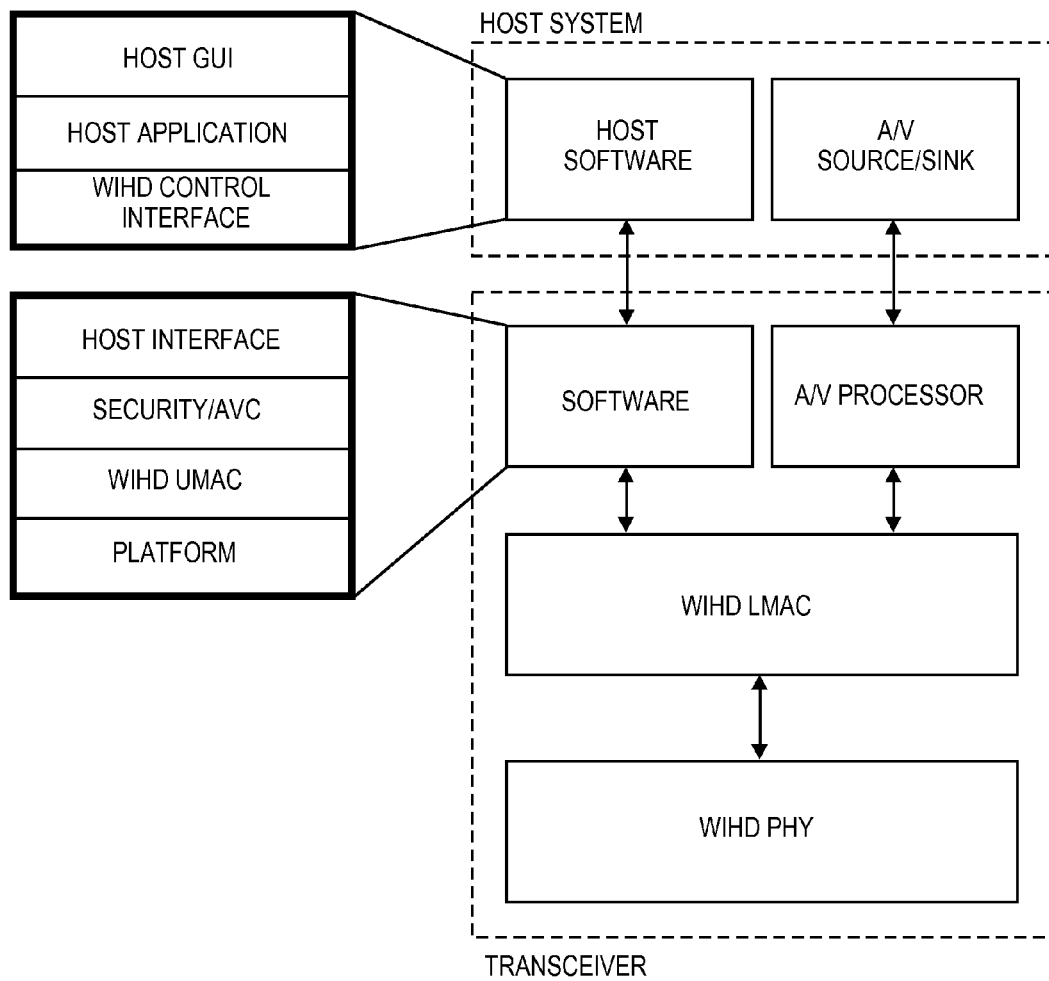 HOST SYSTEM
HOST GUI
HOST APPLICATION
WIHD CONTROL
INTERFACE
HOST
SOFTWARE
A/V
SOURCE/SINK
HOST INTERFACE
SECURITY/AVC
WIHD UMAC
PLATFORM
SOFTWARE
A/V PROCESSOR
WIHD LMAC
WIHD PHY
TRANSCEIVER